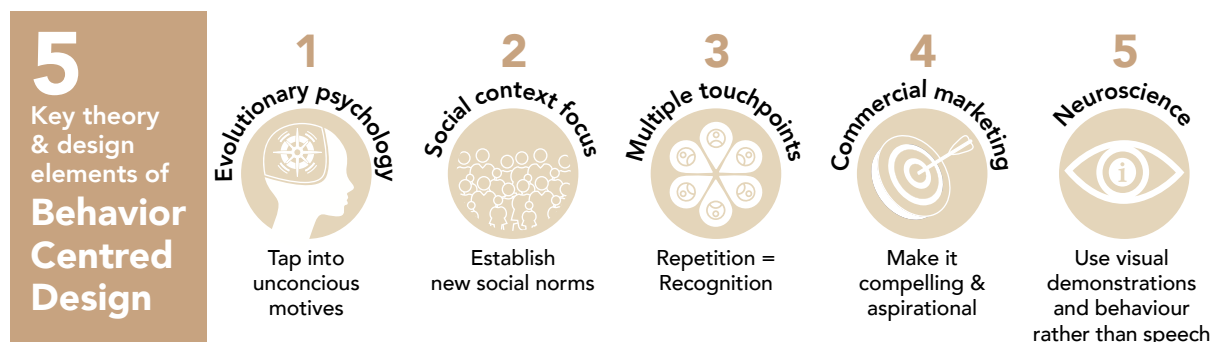 5
Key theory
& design
elements of
Behavior
Centred
Design
1
Evolutionary psychology
Tap into
unconcious
motives
2
Social context focus
Establish
new social norms
3
Multiple touchpoints
Repetition =
Recognition
4
Commercial marketing
Make it
compelling &
aspirational
5
Neuroscience
i
Use visual
demonstrations
and behaviour
rather than speech